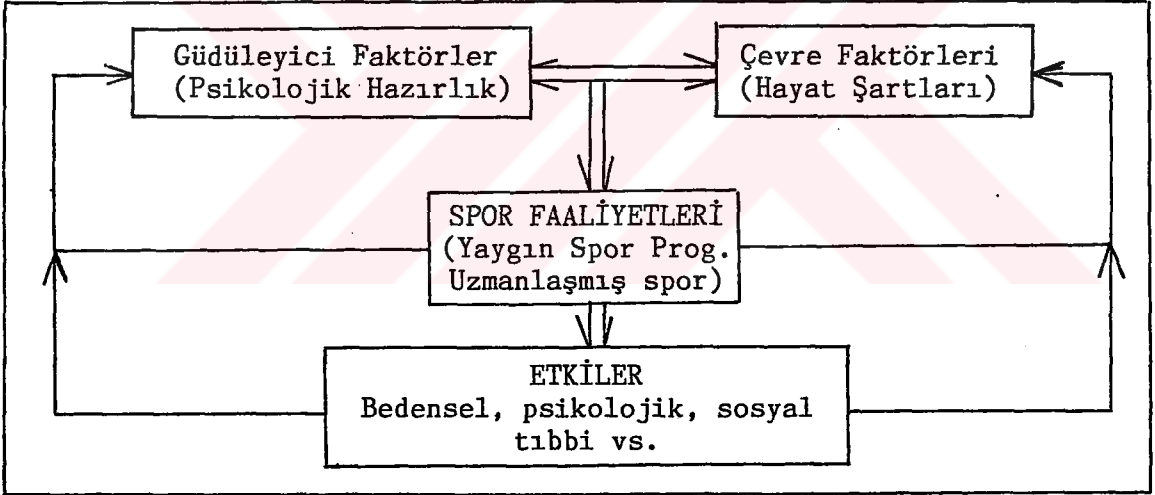 Güdüleyici Faktörler
(Psikolojik Hazırlık)
Çevre Faktörleri
(Hayat Şartları)
SPOR FAALİYETLERİ
(Yaygın Spor Prog.
Uzmanlaşmış spor)
ETKİLER
Bedensel, psikolojik, sosyal
tıbbi vs.